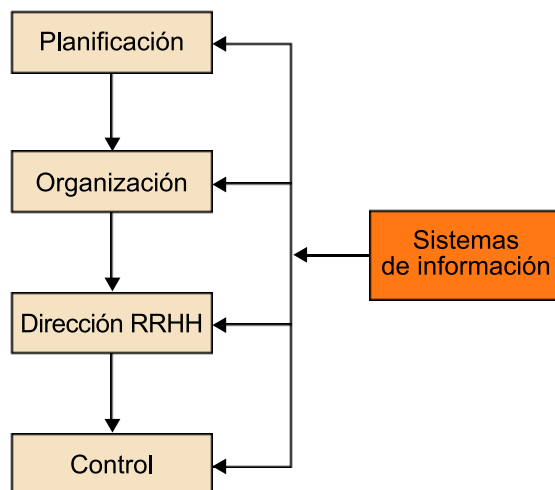 Planificación
Organización
Sistemas
de información
Dirección RRHH
Control